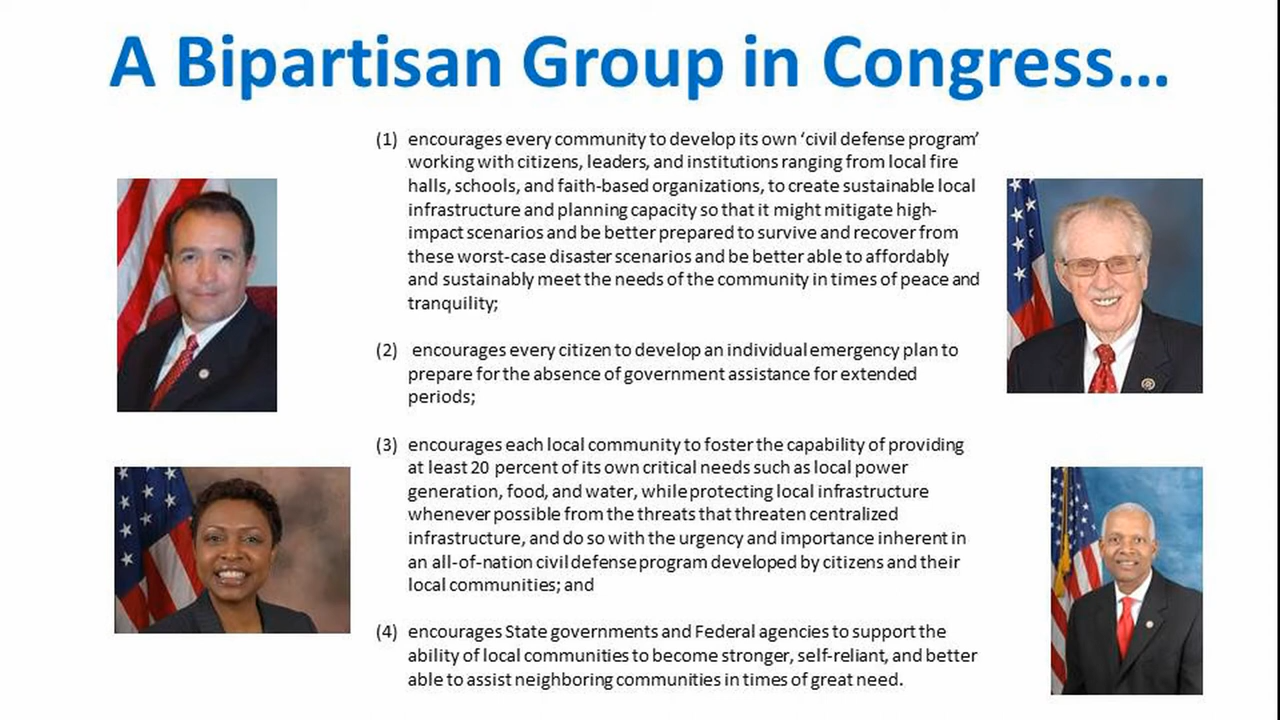 A Bipartisan Group in Congress...
(1) encourages every community to develop its own ‘civil defense program’
working with citizens, leaders, and institutions ranging from local fire
halls, schools, and faith-based organizations, to create sustainable local
infrastructure and planning capacity so that it might mitigate high-
impact scenarios and be better prepared to survive and recover from
these worst-case disaster scenarios and be better able to affordably
and sustainably meet the needs of the community in times of peace and
tranquility;
(2) encourages every citizen to develop an individual emergency plan to
prepare for the absence of government assistance for extended
periods;
(3) encourages each local community to foster the capability of providing
at least 20 percent of its own critical needs such as local power
generation, food, and water, while protecting local infrastructure
whenever possible from the threats that threaten centralized
infrastructure, and do so with the urgency and importance inherent in
an all-of-nation civil defense program developed by citizens and their
local communities; and
(4) encourages State governments and Federal agencies to support the
ability of local communities to become stronger, self-reliant, and better
able to assist neighboring communities in times of great need.